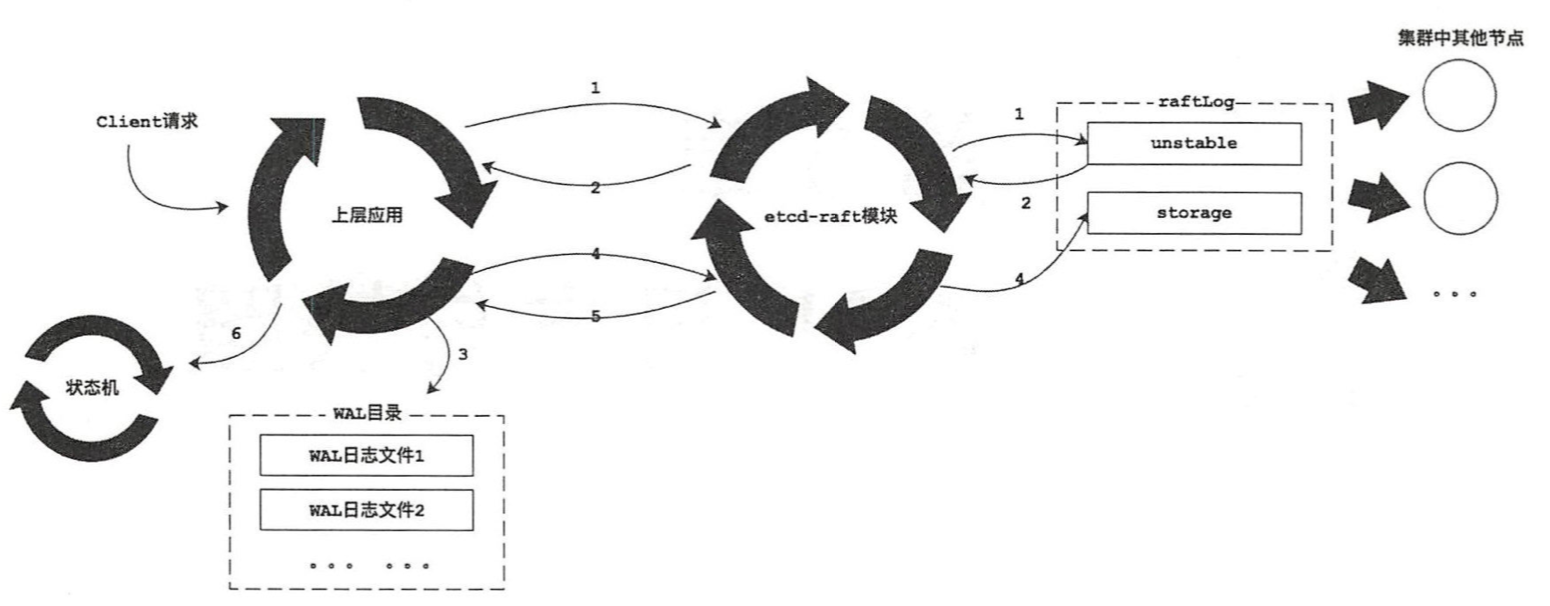 集群中其他节点
Client请求
1
1
2
2
raftLog
unstable
storage
上层应用
etcd-raft模块
4
5
4
6
3
状态机
WAL目录
WAL日志文件1
WAL日志文件2